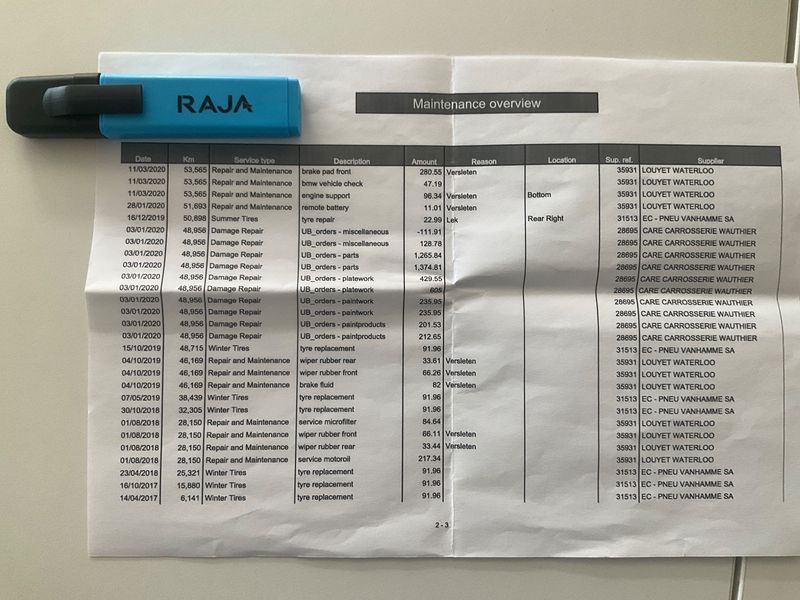 RAJA
Maintenance overview
Date Km Service type Description Amount Reason Location Sup. ref. Supplier
11/03/2020 53,565 Repair and Maintenance brake pad front 280.55 Versleten 35931 LOUYET WATERLOO
11/03/2020 53,565 Repair and Maintenance bmw vehicle check 47.19 35931 LOUYET WATERLOO
11/03/2020 53,565 Repair and Maintenance engine support 96.34 Versleten Bottom 35931 LOUYET WATERLOO
28/01/2020 51,693 Repair and Maintenance remote battery 11.01 Versleten 35931 LOUYET WATERLOO
16/12/2019 50,898 Summer Tires tyre repair 22.99 Lek Rear Right 31513 EC - PNEU VANHAMME SA
03/01/2020 48,956 Damage Repair UB_orders - miscellaneous -111.91 28695 CARE CARROSSERIE WAUTHIER
03/01/2020 48,956 Damage Repair UB_orders - miscellaneous 128.78 28695 CARE CARROSSERIE WAUTHIER
03/01/2020 48,956 Damage Repair UB_orders - parts 1,265.84 28695 CARE CARROSSERIE WAUTHIER
03/01/2020 48,956 Damage Repair UB_orders - parts 1,374.81 28695 CARE CARROSSERIE WAUTHIER
03/01/2020 48,956 Damage Repair UB_orders - platework 429.55 28695 CARE CARROSSERIE WAUTHIER
03/01/2020 48,956 Damage Repair UB_orders - platework 605 28695 CARE CARROSSERIE WAUTHIER
03/01/2020 48,956 Damage Repair UB_orders - paintwork 235.95 28695 CARE CARROSSERIE WAUTHIER
03/01/2020 48,956 Damage Repair UB_orders - paintwork 235.95 28695 CARE CARROSSERIE WAUTHIER
03/01/2020 48,956 Damage Repair UB_orders - paintproducts 201.53 28695 CARE CARROSSERIE WAUTHIER
03/01/2020 48,956 Damage Repair UB_orders - paintproducts 212.65 28695 CARE CARROSSERIE WAUTHIER
15/10/2019 48,715 Winter Tires tyre replacement 91.96 31513 EC - PNEU VANHAMME SA
04/10/2019 46,169 Repair and Maintenance wiper rubber rear 33.61 Versleten 35931 LOUYET WATERLOO
04/10/2019 46,169 Repair and Maintenance wiper rubber front 66.26 Versleten 35931 LOUYET WATERLOO
04/10/2019 46,169 Repair and Maintenance brake fluid 82 Versleten 35931 LOUYET WATERLOO
07/05/2019 38,439 Winter Tires tyre replacement 91.96 31513 EC - PNEU VANHAMME SA
30/10/2018 32,305 Winter Tires tyre replacement 91.96 31513 EC - PNEU VANHAMME SA
01/08/2018 28,150 Repair and Maintenance service microfilter 84.64 35931 LOUYET WATERLOO
01/08/2018 28,150 Repair and Maintenance wiper rubber front 66.11 Versleten 35931 LOUYET WATERLOO
01/08/2018 28,150 Repair and Maintenance wiper rubber rear 33.44 Versleten 35931 LOUYET WATERLOO
01/08/2018 28,150 Repair and Maintenance service motoroil 217.34 35931 LOUYET WATERLOO
23/04/2018 25,321 Winter Tires tyre replacement 91.96 31513 EC - PNEU VANHAMME SA
16/10/2017 15,880 Winter Tires tyre replacement 91.96 31513 EC - PNEU VANHAMME SA
14/04/2017 6,141 Winter Tires tyre replacement 91.96 31513 EC - PNEU VANHAMME SA
2 - 3